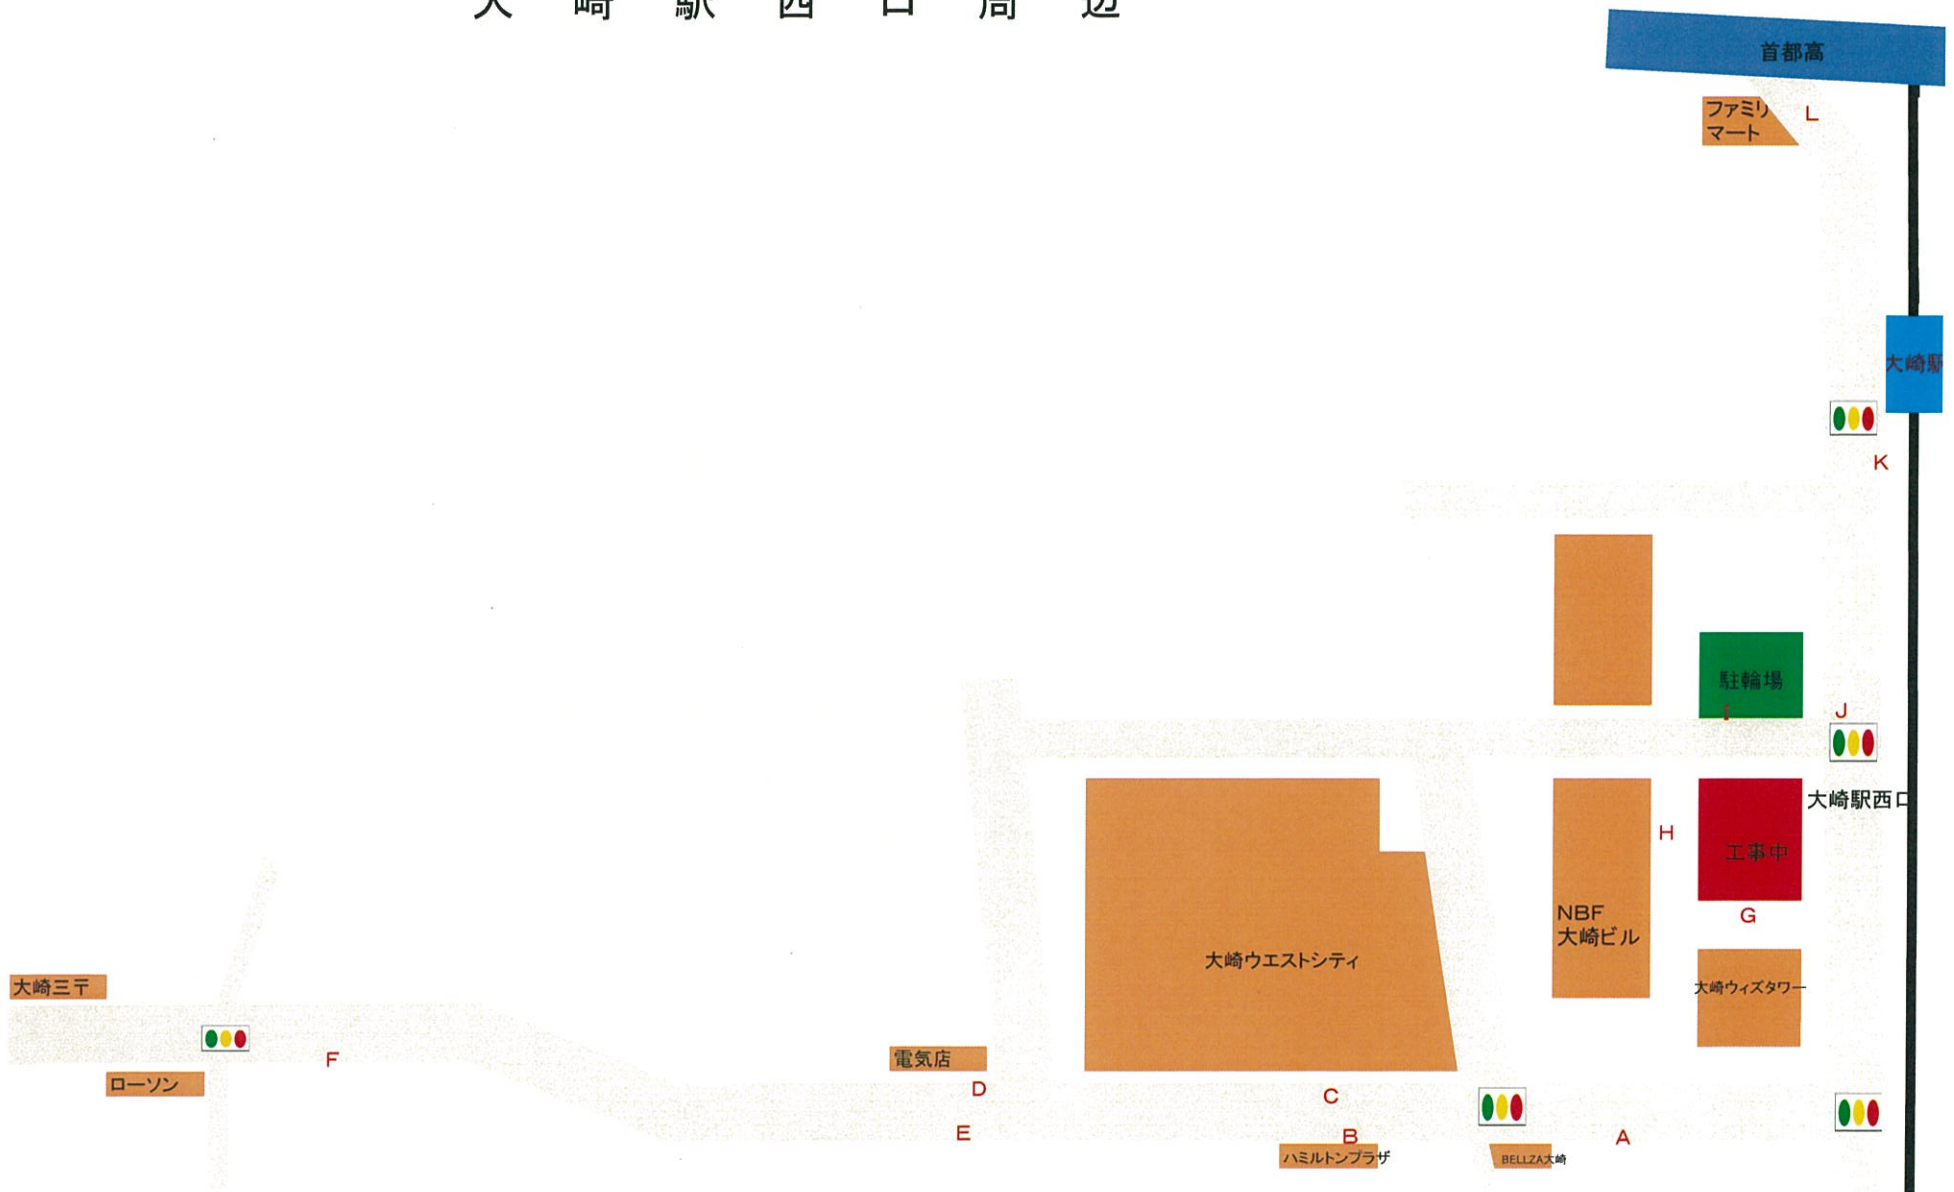 大崎駅西口周辺
首都高
ファミリ
マート
L
大崎駅
K
駐輪場
I
J
大崎駅西口
H
工事中
G
NBF
大崎ビル
大崎ウエストシティ
大崎ウィズタワー
大崎三〒
F
電気店
ローソン
D
C
E
B
A
ハミルトンプラザ
BELLZA大崎